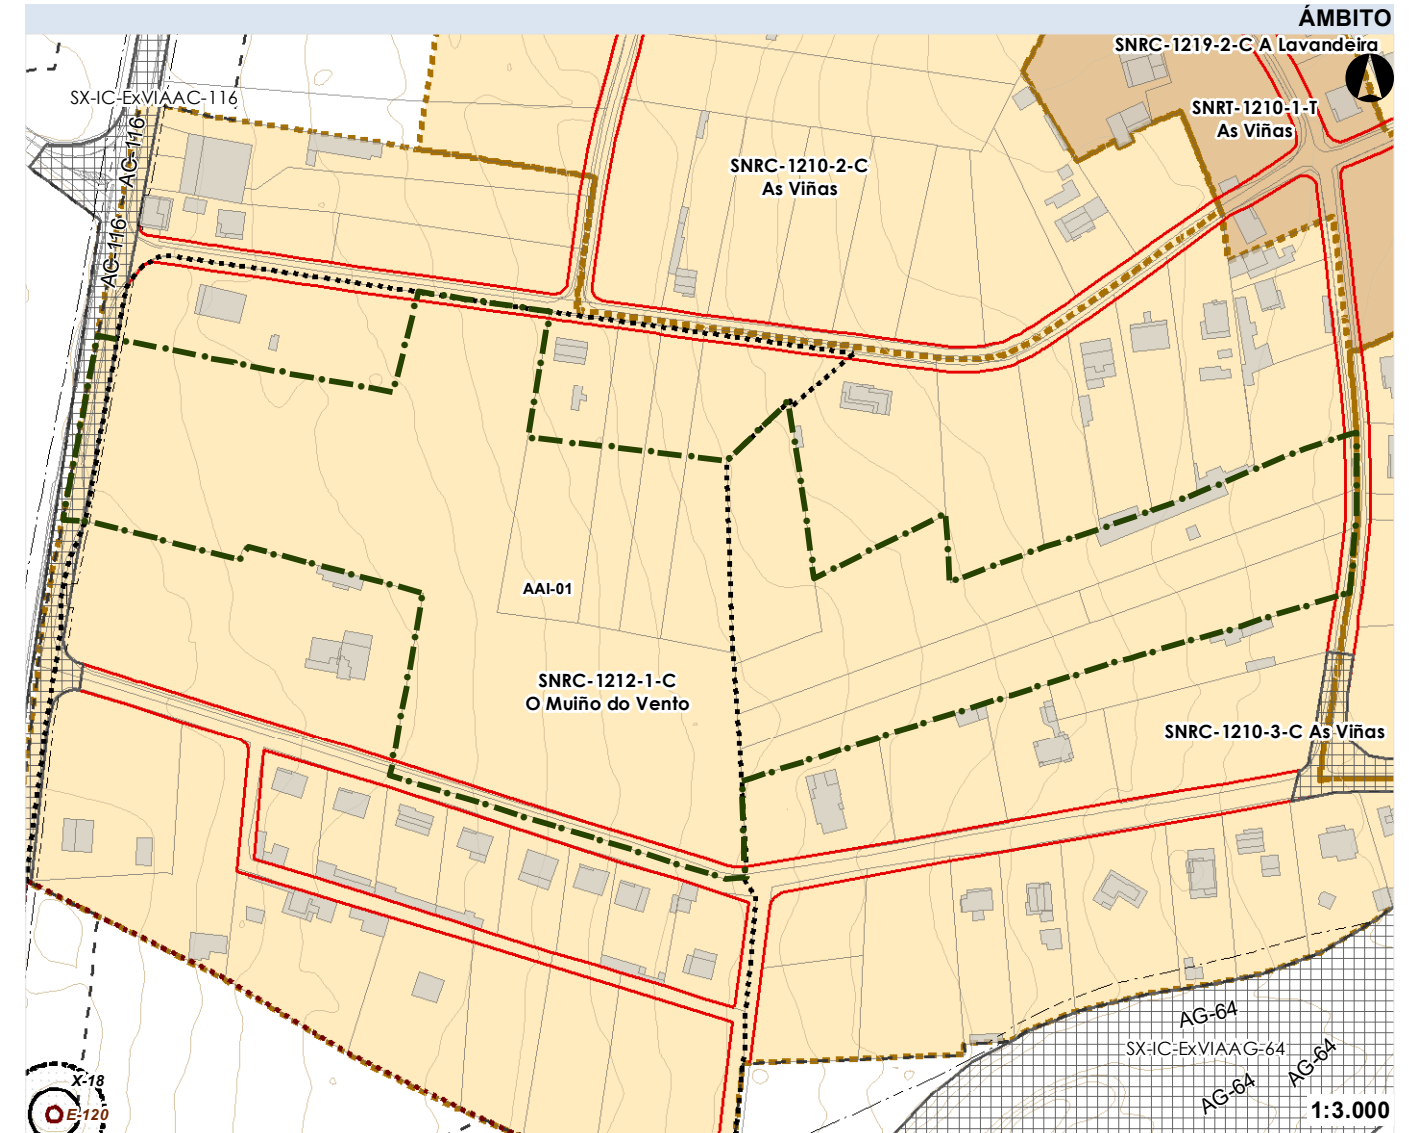 ÁMBITO
SNRC-1219-2-C A Lavandeira
SX-IC-ExVIAAC-116
AC-116
SNRT-1210-1-T
As Viñas
SNRC-1210-2-C
As Viñas
AC-116
AAI-01
SNRC-1212-1-C
O Muiño do Vento
SNRC-1210-3-C As Viñas
AG-64
SX-IC-ExVIAAG-64
AG-64
AG-64
X-18
E-120
1:3.000